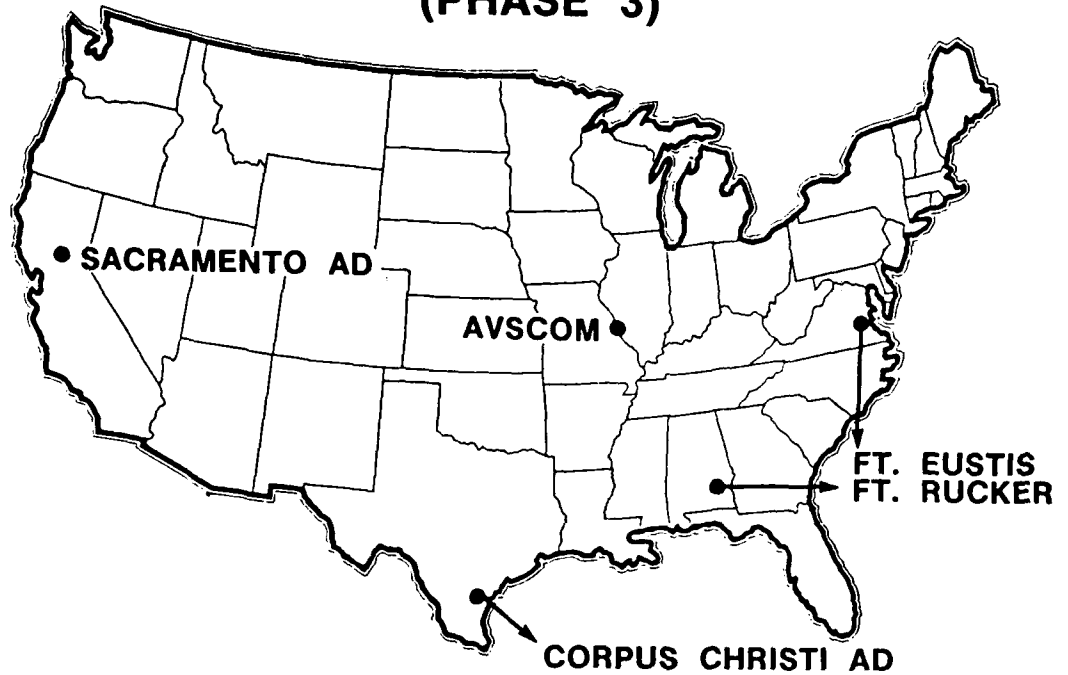 (PHASE 3)
SACRAMENTO AD
AVSCOM
FT. EUSTIS
FT. RUCKER
CORPUS CHRISTI AD